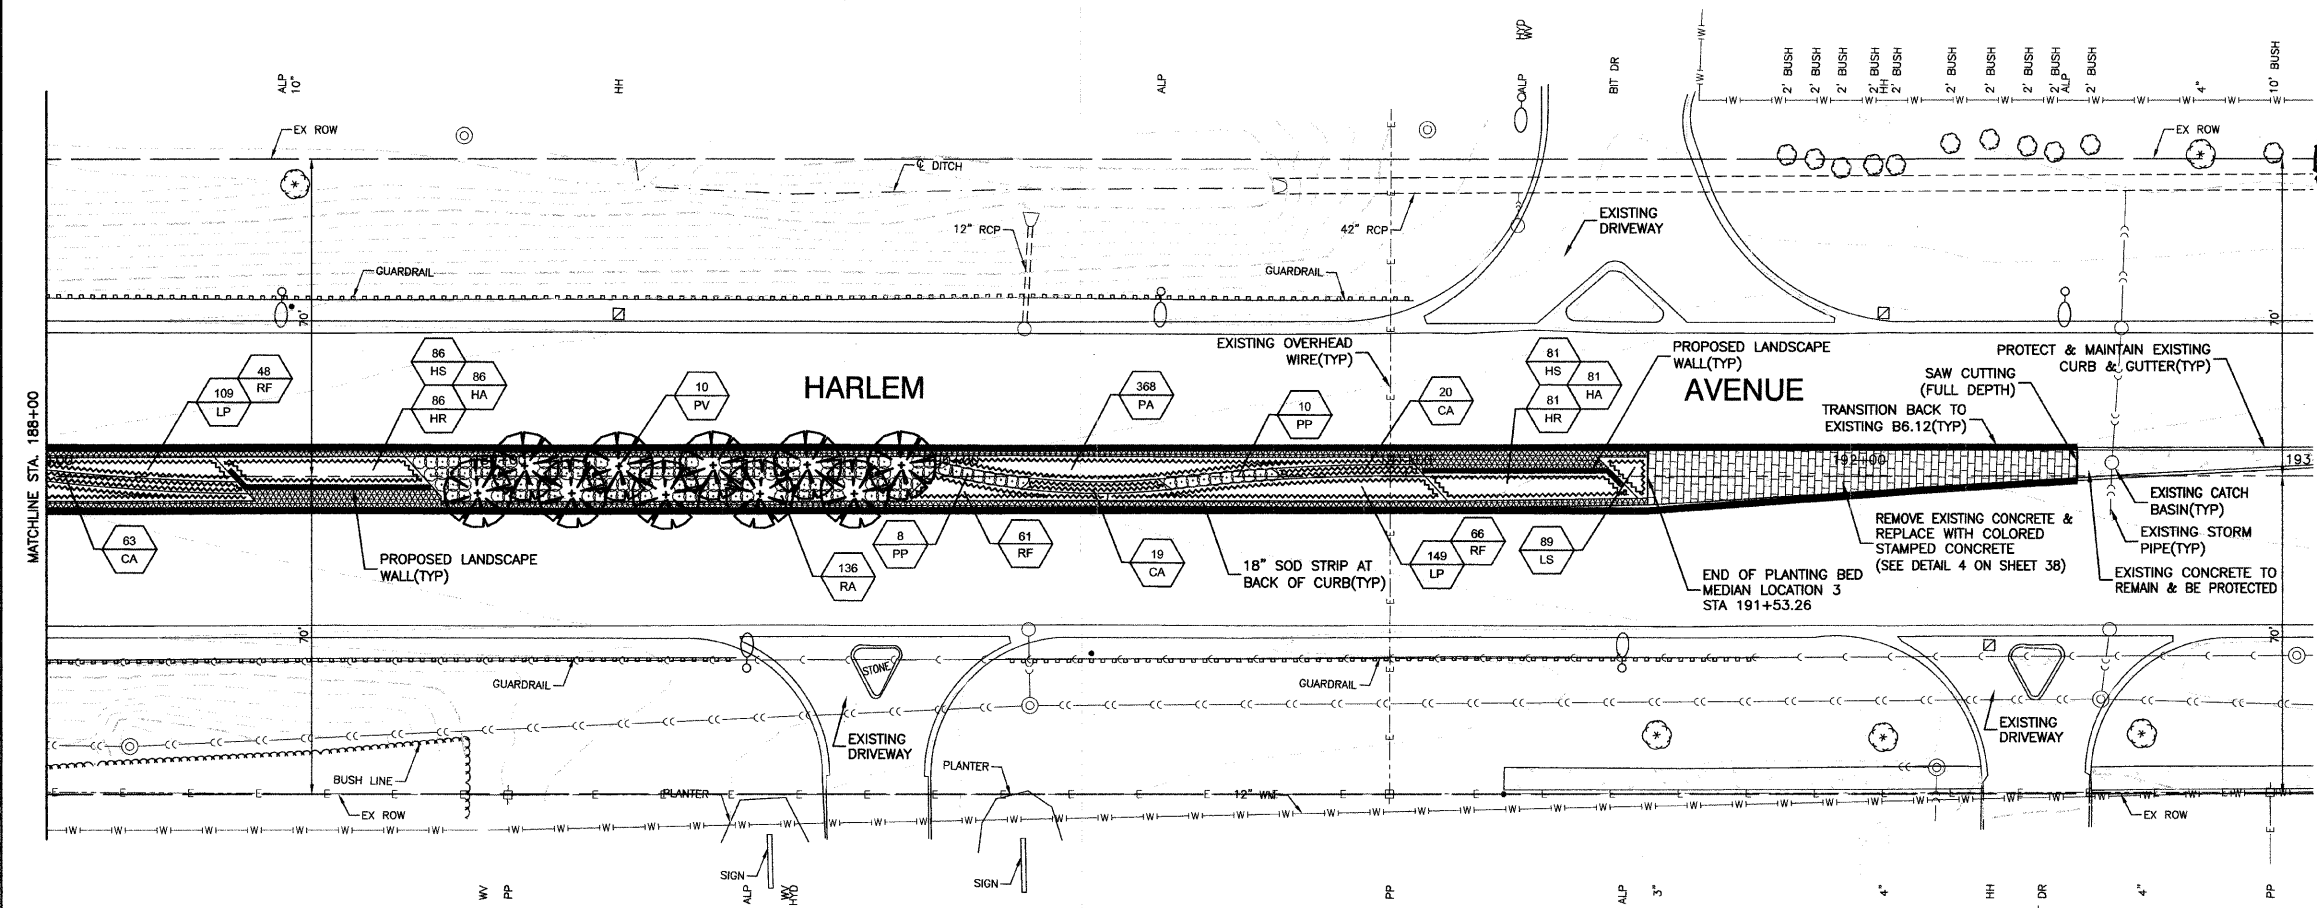 ALP
10"
HH
ALP
HYD
WV
ALP
BIT DR
2' BUSH
2' BUSH
2' BUSH
2' BUSH
HH
2' BUSH
2' BUSH
2' BUSH
2' BUSH
2' BUSH
ALP
2' BUSH
4"
10' BUSH
EX ROW
EX ROW
℄ DITCH
12" RCP
42" RCP
EXISTING
DRIVEWAY
GUARDRAIL
GUARDRAIL
70'
70'
MATCHLINE STA. 188+00
109
LP
48
RF
86
HS
86
HA
86
HR
10
PV
HARLEM
368
PA
10
PP
EXISTING OVERHEAD
WIRE(TYP)
20
CA
81
HS
81
HA
81
HR
PROPOSED LANDSCAPE
WALL(TYP)
AVENUE
SAW CUTTING
(FULL DEPTH)
PROTECT & MAINTAIN EXISTING
CURB & GUTTER(TYP)
TRANSITION BACK TO
EXISTING B6.12(TYP)
192+00
193
63
CA
PROPOSED LANDSCAPE
WALL(TYP)
136
RA
8
PP
61
RF
19
CA
18" SOD STRIP AT
BACK OF CURB(TYP)
149
LP
66
RF
89
LS
END OF PLANTING BED
MEDIAN LOCATION 3
STA 191+53.26
REMOVE EXISTING CONCRETE &
REPLACE WITH COLORED
STAMPED CONCRETE
(SEE DETAIL 4 ON SHEET 38)
EXISTING CATCH
BASIN(TYP)
EXISTING STORM
PIPE(TYP)
EXISTING CONCRETE TO
REMAIN & BE PROTECTED
70'
70'
GUARDRAIL
STONE
GUARDRAIL
EXISTING
DRIVEWAY
EXISTING
DRIVEWAY
BUSH LINE
PLANTER
PLANTER
12" WM
EX ROW
EX ROW
SIGN
SIGN
WV
PP
ALP
WV
HYD
PP
ALP
3"
4"
HH
DR
4"
PP